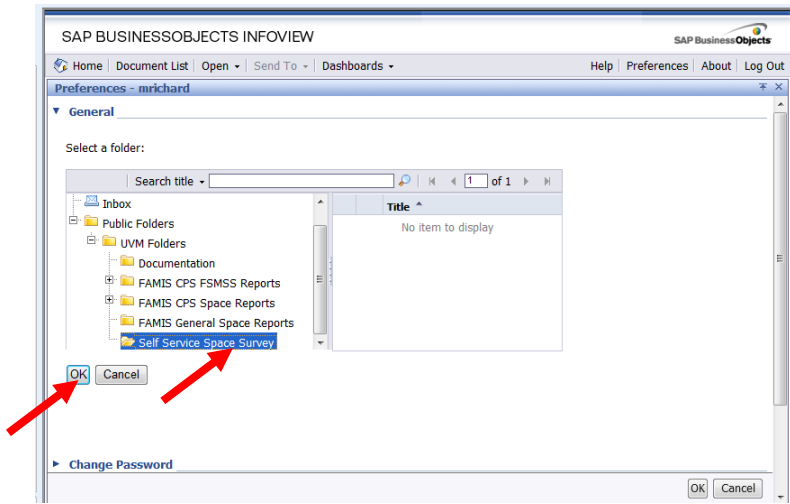 SAP BUSINESSOBJECTS INFOVIEW
SAP BusinessObjects
Home Document List Open Send To Dashboards Help Preferences About Log Out
Preferences - mrichard
General
Select a folder:
Search title 1 of 1
Inbox
Title
Public Folders
No item to display
UVM Folders
Documentation
FAMIS CPS FSMSS Reports
FAMIS CPS Space Reports
FAMIS General Space Reports
Self Service Space Survey
OK Cancel
Change Password
OK Cancel